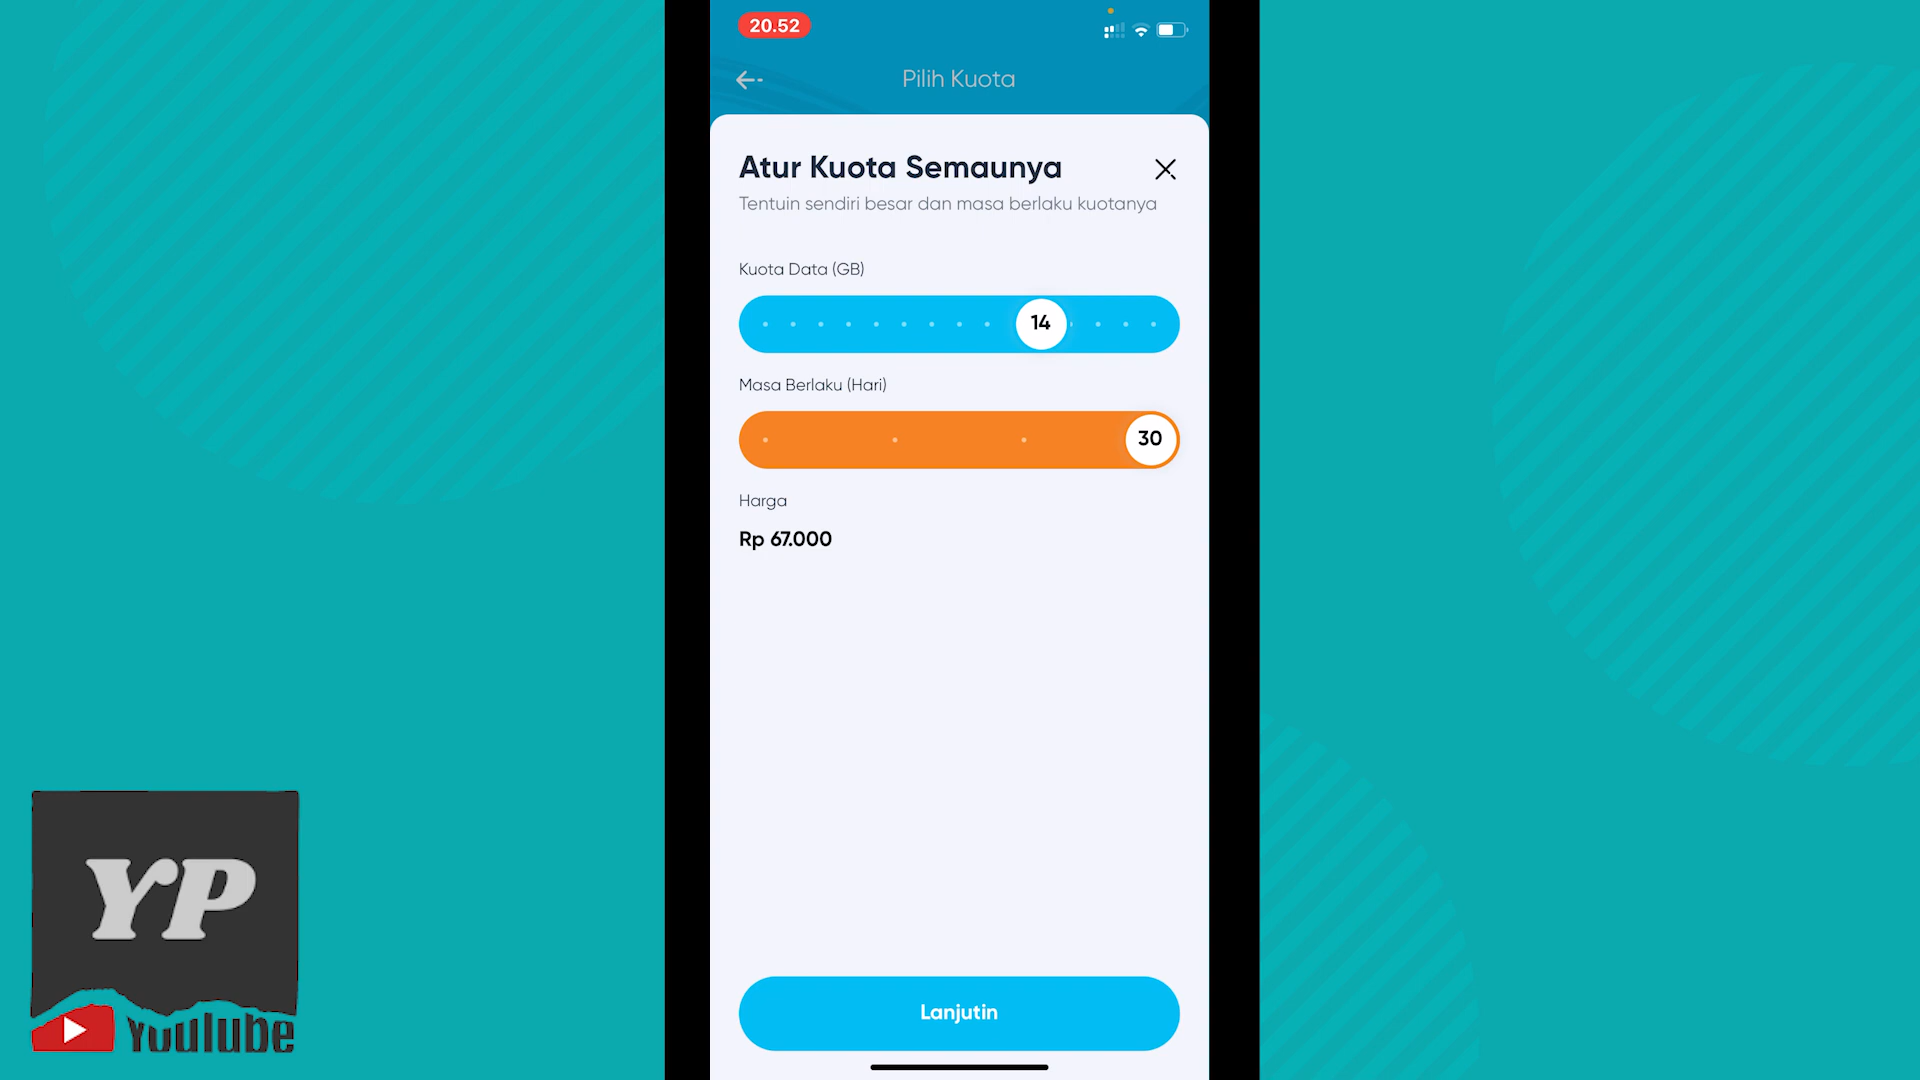 20.52
Pilih Kuota
Atur Kuota Semaunya
Tentuin sendiri besar dan masa berlaku kuotanya
Kuota Data (GB)
14
Masa Berlaku (Hari)
30
Harga
Rp 67.000
Lanjutin
YP
YouTube